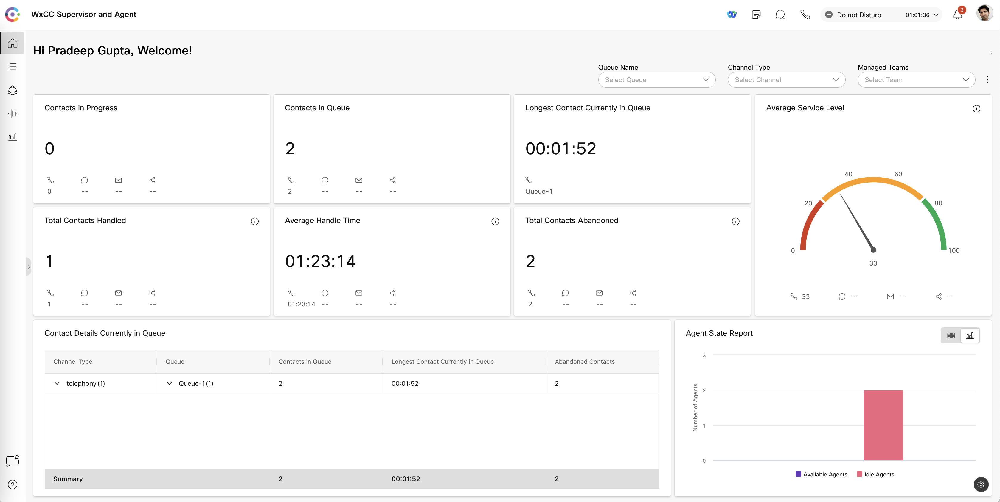 WxCC Supervisor and Agent
Do not Disturb 01:01:36
3
Hi Pradeep Gupta, Welcome!
Queue Name Channel Type Managed Teams
Select Queue Select Channel Select Team
Contacts in Progress
0
0 -- -- --
Contacts in Queue
2
2 -- -- --
Longest Contact Currently in Queue
00:01:52
Queue-1
Average Service Level
0 20 40 60 80 100
33
33 -- -- --
Total Contacts Handled
1
1 -- -- --
Average Handle Time
01:23:14
01:23:14 -- -- --
Total Contacts Abandoned
2
2 -- -- --
Contact Details Currently in Queue
Channel Type Queue Contacts in Queue Longest Contact Currently in Queue Abandoned Contacts
telephony (1) Queue-1 (1) 2 00:01:52 2
Summary 2 00:01:52 2
Agent State Report
Number of Agents
3
2
1
0
Available Agents Idle Agents